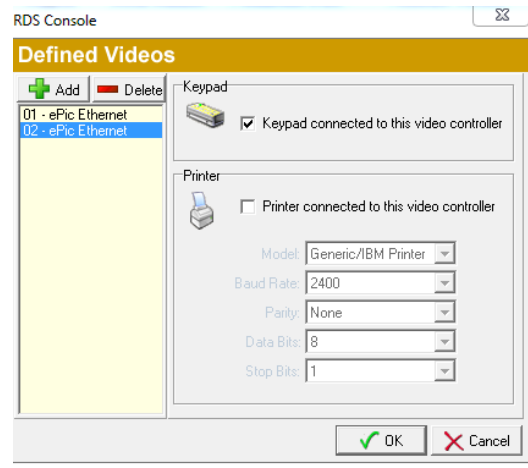 RDS Console
Defined Videos
Add Delete
01 - ePic Ethernet
02 - ePic Ethernet
Keypad
Keypad connected to this video controller
Printer
Printer connected to this video controller
Model: Generic/IBM Printer
Baud Rate: 2400
Parity: None
Data Bits: 8
Stop Bits: 1
OK Cancel